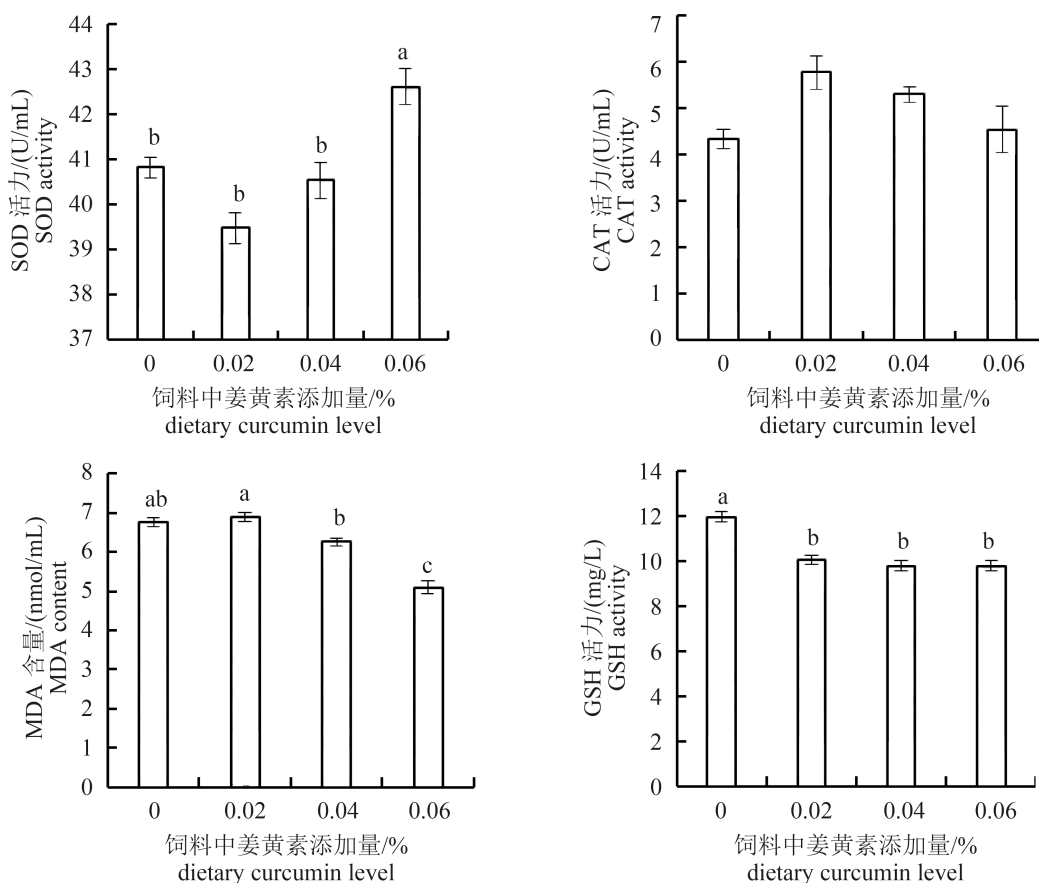 SOD 活力/(U/mL)
SOD activity
44
43
42
41
40
39
38
37
b
b
b
a
0 0.02 0.04 0.06
饲料中姜黄素添加量/%
dietary curcumin level
CAT 活力/(U/mL)
CAT activity
7
6
5
4
3
2
1
0
0 0.02 0.04 0.06
饲料中姜黄素添加量/%
dietary curcumin level
MDA 含量/(nmol/mL)
MDA content
8
7
6
5
4
3
2
1
0
ab
a
b
c
0 0.02 0.04 0.06
饲料中姜黄素添加量/%
dietary curcumin level
GSH 活力/(mg/L)
GSH activity
14
12
10
8
6
4
2
0
a
b
b
b
0 0.02 0.04 0.06
饲料中姜黄素添加量/%
dietary curcumin level